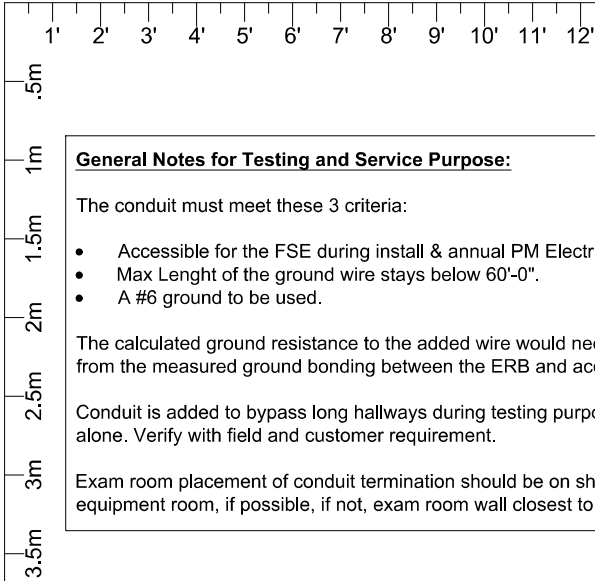 1' 2' 3' 4' 5' 6' 7' 8' 9' 10' 11' 12'
.5m
1m
General Notes for Testing and Service Purpose:
The conduit must meet these 3 criteria:
1.5m
• Accessible for the FSE during install & annual PM Electr
• Max Lenght of the ground wire stays below 60'-0".
• A #6 ground to be used.
2m
The calculated ground resistance to the added wire would nee
from the measured ground bonding between the ERB and acc
2.5m
Conduit is added to bypass long hallways during testing purpo
alone. Verify with field and customer requirement.
3m
Exam room placement of conduit termination should be on sh
equipment room, if possible, if not, exam room wall closest to
3.5m